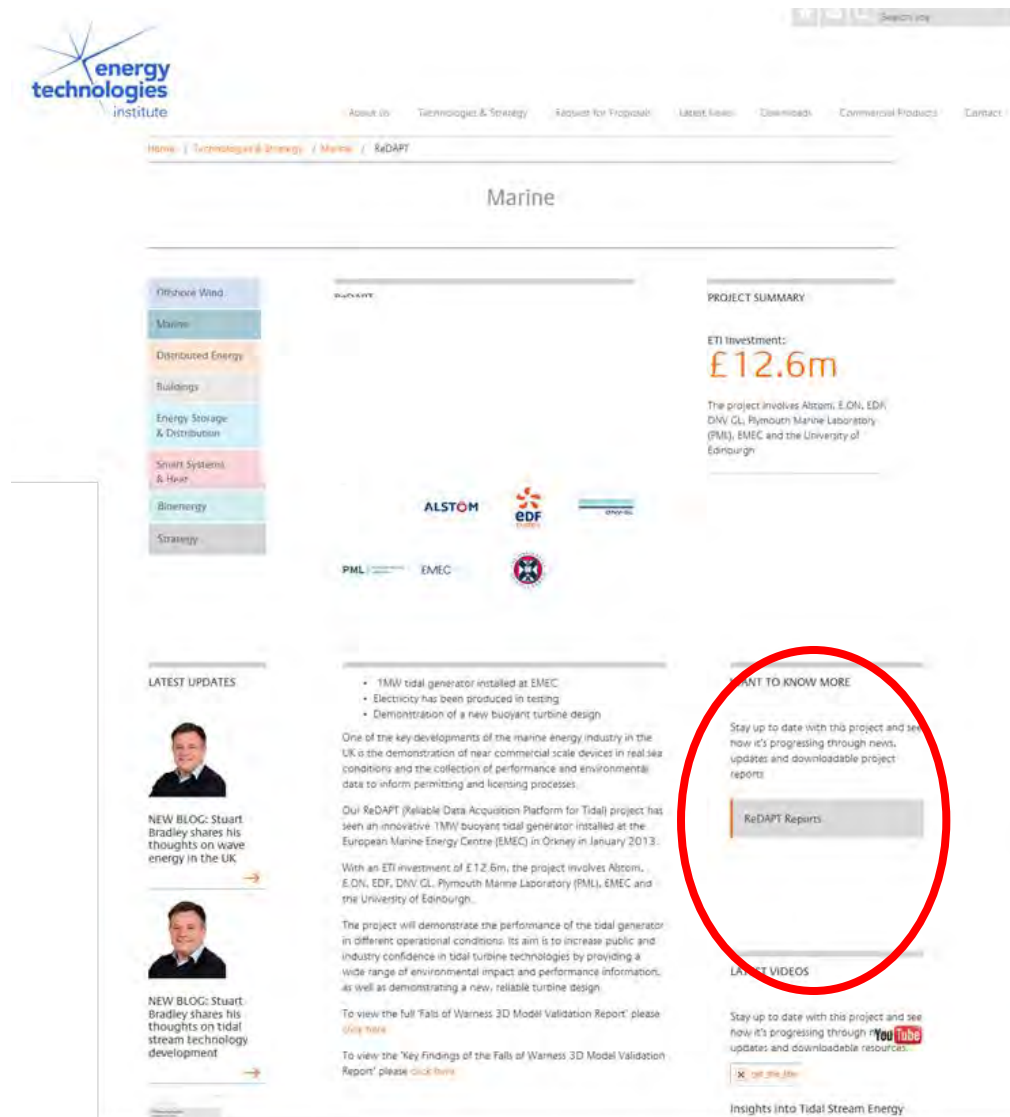 Search site
energy
technologies
institute
About Us Technologies & Strategy Request for Proposals Latest News Downloads Commercial Products Contact
Home / Technologies & Strategy / Marine / ReDAPT
Marine
Offshore Wind
Marine
Distributed Energy
Buildings
Energy Storage
& Distribution
Smart Systems
& Heat
Bioenergy
Strategy
ReDAPT
ALSTOM
eDF
DNV·GL
PML
EMEC
PROJECT SUMMARY
ETI Investment:
£12.6m
The project involves Alstom, E.ON, EDF,
DNV GL, Plymouth Marine Laboratory
(PML), EMEC and the University of
Edinburgh
LATEST UPDATES
NEW BLOG: Stuart
Bradley shares his
thoughts on wave
energy in the UK
NEW BLOG: Stuart
Bradley shares his
thoughts on tidal
stream technology
development
• 1MW tidal generator installed at EMEC
• Electricity has been produced in testing
• Demonstration of a new buoyant turbine design
One of the key developments of the marine energy industry in the
UK is the demonstration of near commercial scale devices in real sea
conditions and the collection of performance and environmental
data to inform permitting and licensing processes.
Our ReDAPT (Reliable Data Acquisition Platform for Tidal) project has
seen an innovative 1MW buoyant tidal generator installed at the
European Marine Energy Centre (EMEC) in Orkney in January 2013.
With an ETI investment of £12.6m, the project involves Alstom,
E.ON, EDF, DNV GL, Plymouth Marine Laboratory (PML), EMEC and
the University of Edinburgh.
The project will demonstrate the performance of the tidal generator
in different operational conditions. Its aim is to increase public and
industry confidence in tidal turbine technologies by providing a
wide range of environmental impact and performance information,
as well as demonstrating a new, reliable turbine design.
To view the full 'Falls of Warness 3D Model Validation Report' please
click here
To view the 'Key Findings of the Falls of Warness 3D Model Validation
Report' please click here
WANT TO KNOW MORE
Stay up to date with this project and see
how it's progressing through news,
updates and downloadable project
reports
ReDAPT Reports
LATEST VIDEOS
Stay up to date with this project and see
how it's progressing through
updates and downloadable resources.
YouTube
Insights into Tidal Stream Energy